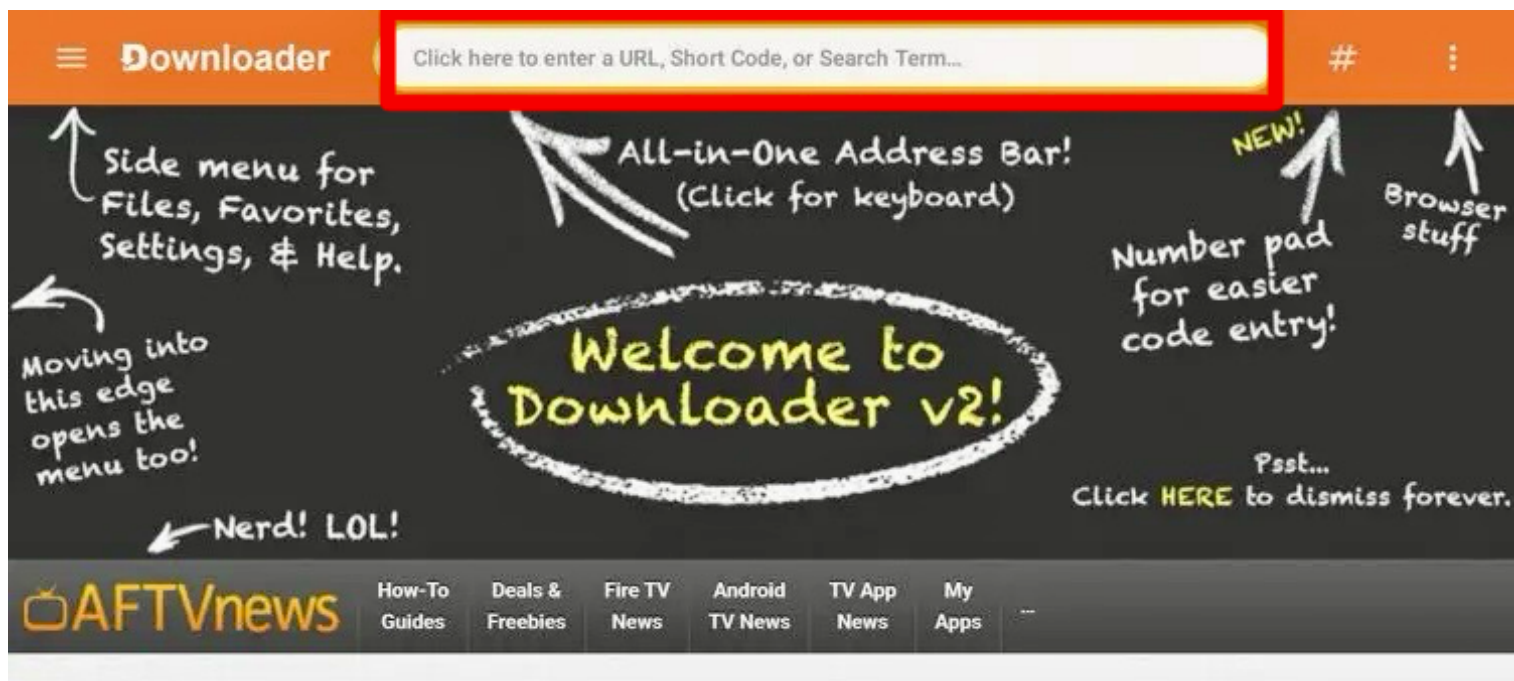 Downloader
Click here to enter a URL, Short Code, or Search Term...
#
NEW!
Side menu for
Files, Favorites,
Settings, & Help.
All-in-One Address Bar!
(Click for keyboard)
Number pad
for easier
code entry!
Browser
stuff
Moving into
this edge
opens the
menu too!
Welcome to
Downloader v2!
Psst...
Click HERE to dismiss forever.
Nerd! LOL!
AFTVnews
How-To
Guides
Deals &
Freebies
Fire TV
News
Android
TV News
TV App
News
My
Apps
...